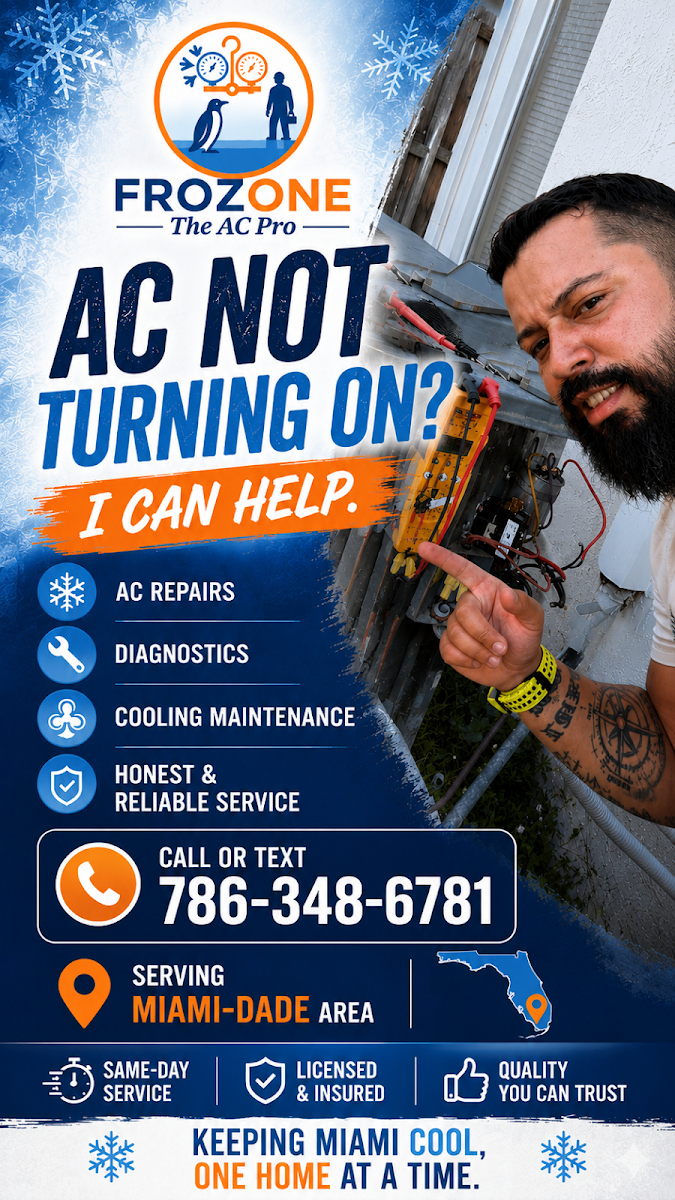 FROZONE
The AC Pro
AC NOT
TURNING ON?
I CAN HELP.
AC REPAIRS
DIAGNOSTICS
COOLING MAINTENANCE
HONEST &
RELIABLE SERVICE
CALL OR TEXT
786-348-6781
SERVING
MIAMI-DADE AREA
SAME-DAY
SERVICE
LICENSED
& INSURED
QUALITY
YOU CAN TRUST
KEEPING MIAMI COOL,
ONE HOME AT A TIME.